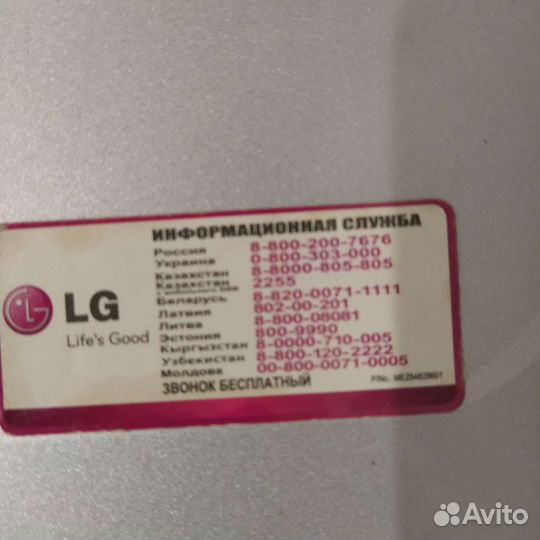 ИНФОРМАЦИОННАЯ СЛУЖБА
Россия 8-800-200-7676
Украина 0-800-303-000
Казахстан 8-8000-805-805
Казахстан 2255
Беларусь 8-820-0071-1111
Латвия 802-00-201
Литва 8-800-08081
Эстония 800-9990
Кыргызстан 8-0000-710-005
Узбекистан 8-800-120-2222
Молдова 00-800-0071-0005
ЗВОНОК БЕСПЛАТНЫЙ
P/No.: MEZ64828601
LG
Life's Good
Avito